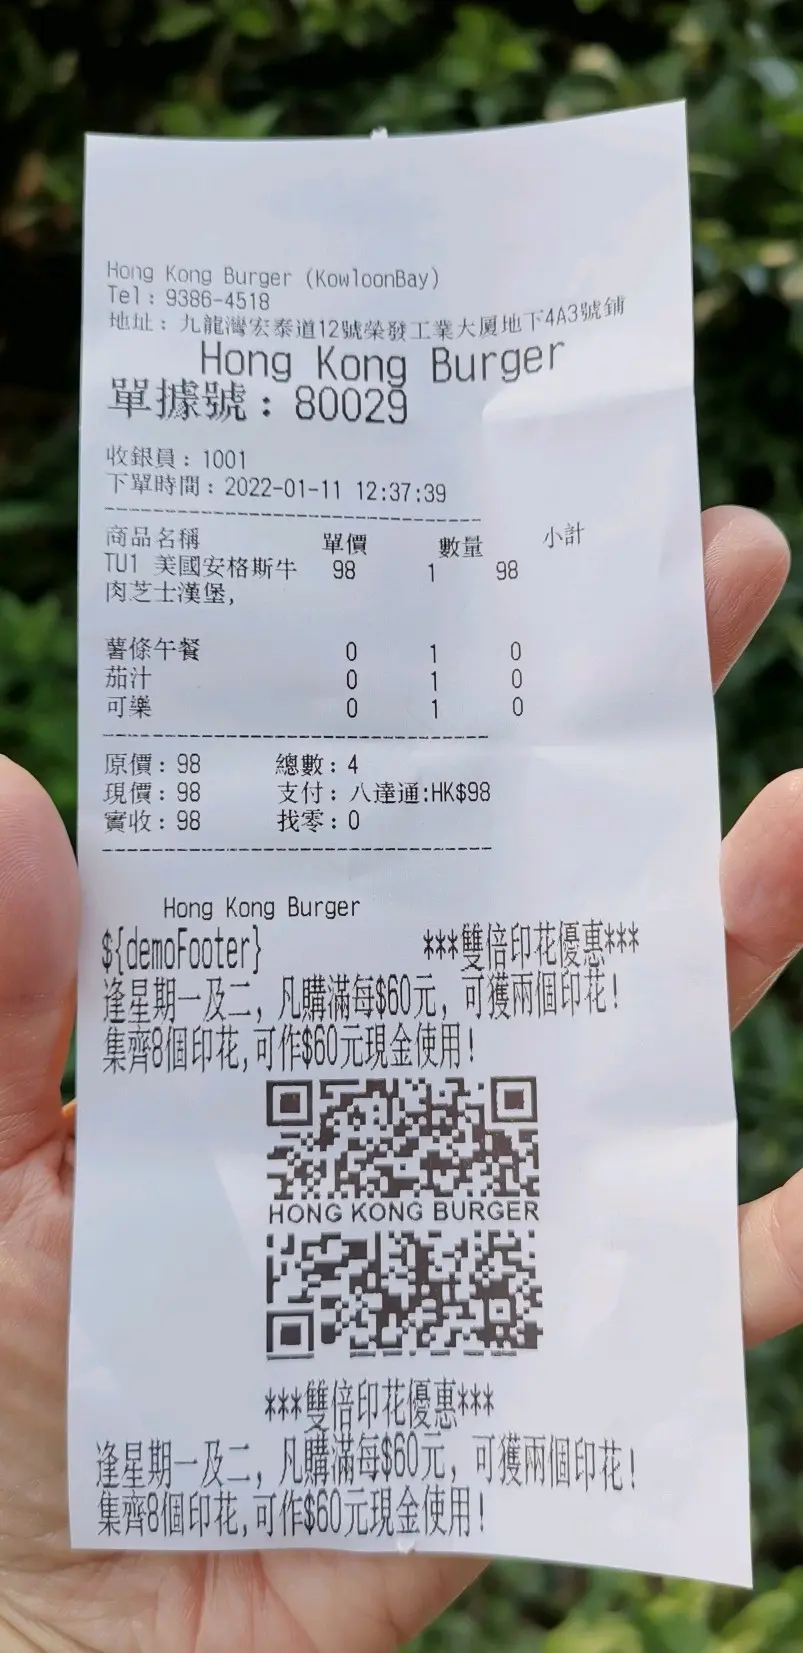 Hong Kong Burger (KowloonBay)
Tel: 9386-4518
地址: 九龍灣宏泰道12號榮發工業大厦地下4A3號鋪
Hong Kong Burger
單據號: 80029
收銀員: 1001
下單時間: 2022-01-11 12:37:39
商品名稱 單價 數量 小計
TU1 美國安格斯牛 98 1 98
肉芝士漢堡,
薯條午餐 0 1 0
茄汁 0 1 0
可樂 0 1 0
原價: 98 總數: 4
現價: 98 支付: 八達通:HK$98
實收: 98 找零: 0
Hong Kong Burger
${demoFooter} ***雙倍印花優惠***
逢星期一及二, 凡購滿每$60元, 可獲兩個印花!
集齊8個印花,可作$60元現金使用!
HONG KONG BURGER
***雙倍印花優惠***
逢星期一及二, 凡購滿每$60元, 可獲兩個印花!
集齊8個印花,可作$60元現金使用!